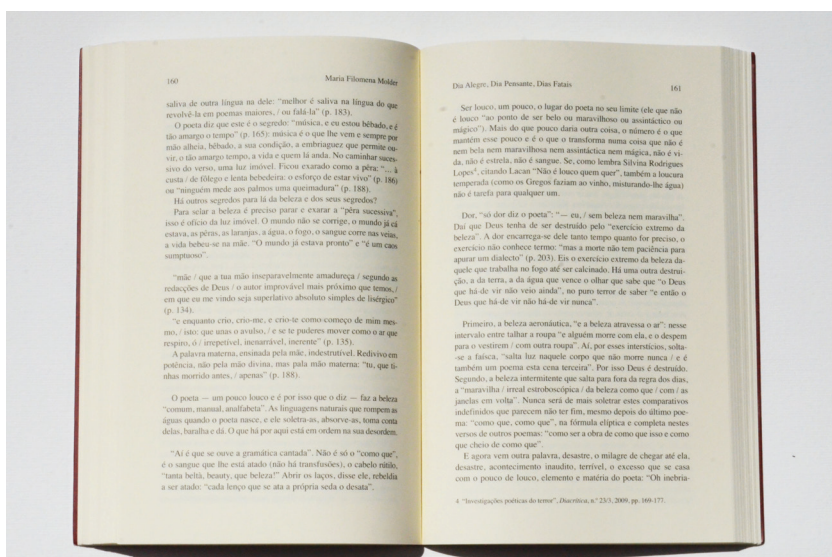 160
Maria Filomena Molder
saliva de outra língua na dele: “melhor é saliva na língua do que
revolvê-la em poemas maiores, / ou falá-la” (p. 183).
O poeta diz que este é o segredo: “música, e eu estou bêbado, e é
tão amargo o tempo” (p. 165): música é o que lhe vem e sempre por
mão alheia, bêbado, a sua condição, a embriaguez que permite ou-
vir, o tão amargo tempo, a vida e quem lá anda. No caminhar suces-
sivo do verso, uma luz imóvel. Ficou exarado como a pêra: “... à
custa / de fôlego e lenta bebedeira: o esforço de estar vivo” (p. 186)
ou “ninguém mede aos palmos uma queimadura” (p. 188).
Há outros segredos para lá da beleza e dos seus segredos?
Para selar a beleza é preciso parar e exarar a “pêra sucessiva”,
isso é ofício da luz imóvel. O mundo não se corrige, o mundo já cá
estava, as pêras, as laranjas, a água, o fogo, o sangue corre nas veias,
a vida bebeu-se na mãe. “O mundo já estava pronto” e “é um caos
sumptuoso”.
“mãe / que a tua mão inseparavelmente amadureça / segundo as
redacções de Deus / o autor improvável mais próximo que temos, /
em que eu me vindo seja superlativo absoluto simples de lisérgico”
(p. 134).
“e enquanto crio, crio-me, e crio-te como começo de mim mes-
mo, / isto: que unas o avulso, / e se te puderes mover como o ar que
respiro, ó / irrepetível, inenarrável, inerente” (p. 135).
A palavra materna, ensinada pela mãe, indestrutível. Redivivo em
potência, não pela mão divina, mas pala mão materna: “tu, que ti-
nhas morrido antes, / apenas” (p. 188).
O poeta — um pouco louco e é por isso que o diz — faz a beleza
“comum, manual, analfabeta”. As linguagens naturais que rompem as
águas quando o poeta nasce, e ele soletra-as, absorve-as, toma conta
delas, baralha e dá. O que há por aqui está em ordem na sua desordem.
“Aí é que se ouve a gramática cantada”. Não é só o “como que”,
é o sangue que lhe está atado (não há transfusões), o cabelo rútilo,
“tanta beltà, beauty, que beleza!” Abrir os laços, disse ele, rebeldia
a ser atado: “cada lenço que se ata a própria seda o desata”.
Dia Alegre, Dia Pensante, Dias Fatais
161
Ser louco, um pouco, o lugar do poeta no seu limite (ele que não
é louco “ao ponto de ser belo ou maravilhoso ou assintáctico ou
mágico”). Mais do que pouco daria outra coisa, o número é o que
mantém esse pouco e é o que o transforma numa coisa que não é
nem bela nem maravilhosa nem assintáctica nem mágica, não é vi-
da, não é estrela, não é sangue. Se, como lembra Silvina Rodrigues
Lopes⁴, citando Lacan “Não é louco quem quer”, também a loucura
temperada (como os Gregos faziam ao vinho, misturando-lhe água)
não é tarefa para qualquer um.
Dor, “só dor diz o poeta”: “— eu, / sem beleza nem maravilha”.
Daí que Deus tenha de ser destruído pelo “exercício extremo da
beleza”. A dor encarrega-se dele tanto tempo quanto for preciso, o
exercício não conhece termo: “mas a morte não tem paciência para
apurar um dialecto” (p. 203). Eis o exercício extremo da beleza da-
quele que trabalha no fogo até ser calcinado. Há uma outra destrui-
ção, a da terra, a da água que vence o olhar que sabe que “o Deus
que há-de vir não veio ainda”, no puro terror de saber “e então o
Deus que há-de vir não há-de vir nunca”.
Primeiro, a beleza aeronáutica, “e a beleza atravessa o ar”: nesse
intervalo entre talhar a roupa “e alguém morre com ela, e o despem
para o vestirem / com outra roupa”. Aí, por esses interstícios, solta-
-se a faísca, “salta luz naquele corpo que não morre nunca / e é
também um poema esta cena terceira”. Por isso Deus é destruído.
Segundo, a beleza intermitente que salta para fora da regra dos dias,
a “maravilha / irreal estroboscópica / da beleza como que / com / as
janelas em volta”. Nunca será de mais soletrar estes comparativos
indefinidos que parecem não ter fim, mesmo depois do último poe-
ma: “como que, como que”, na fórmula elíptica e completa nestes
versos de outros poemas: “como ser a obra de como que isso e como
que cheio de como que”.
E agora vem outra palavra, desastre, o milagre de chegar até ela,
desastre, acontecimento inaudito, terrível, o excesso que se casa
com o pouco de louco, elemento e matéria do poeta: “Oh inebria-
4 “Investigações poéticas do terror”, Diacrítica, n.º 23/3, 2009, pp. 169-177.